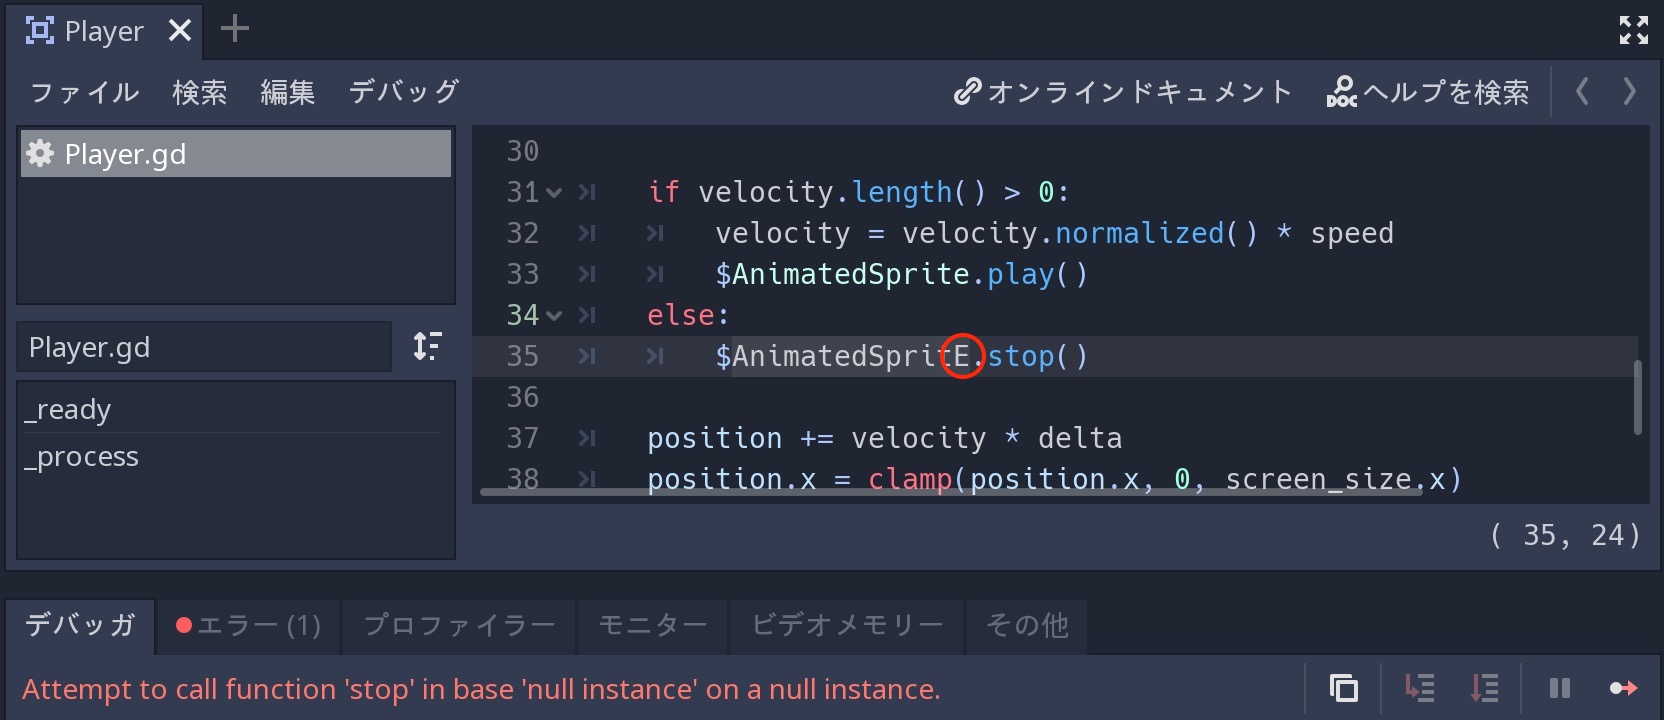 Player
ファイル 検索 編集 デバッグ オンラインドキュメント DOC ヘルプを検索
Player.gd
Player.gd
_ready
_process
30
31 if velocity.length() > 0:
32 velocity = velocity.normalized() * speed
33 $AnimatedSprite.play()
34 else:
35 $AnimatedSpritE.stop()
36
37 position += velocity * delta
38 position.x = clamp(position.x, 0, screen_size.x)
( 35, 24)
デバッガ エラー (1) プロファイラー モニター ビデオメモリー その他
Attempt to call function 'stop' in base 'null instance' on a null instance.